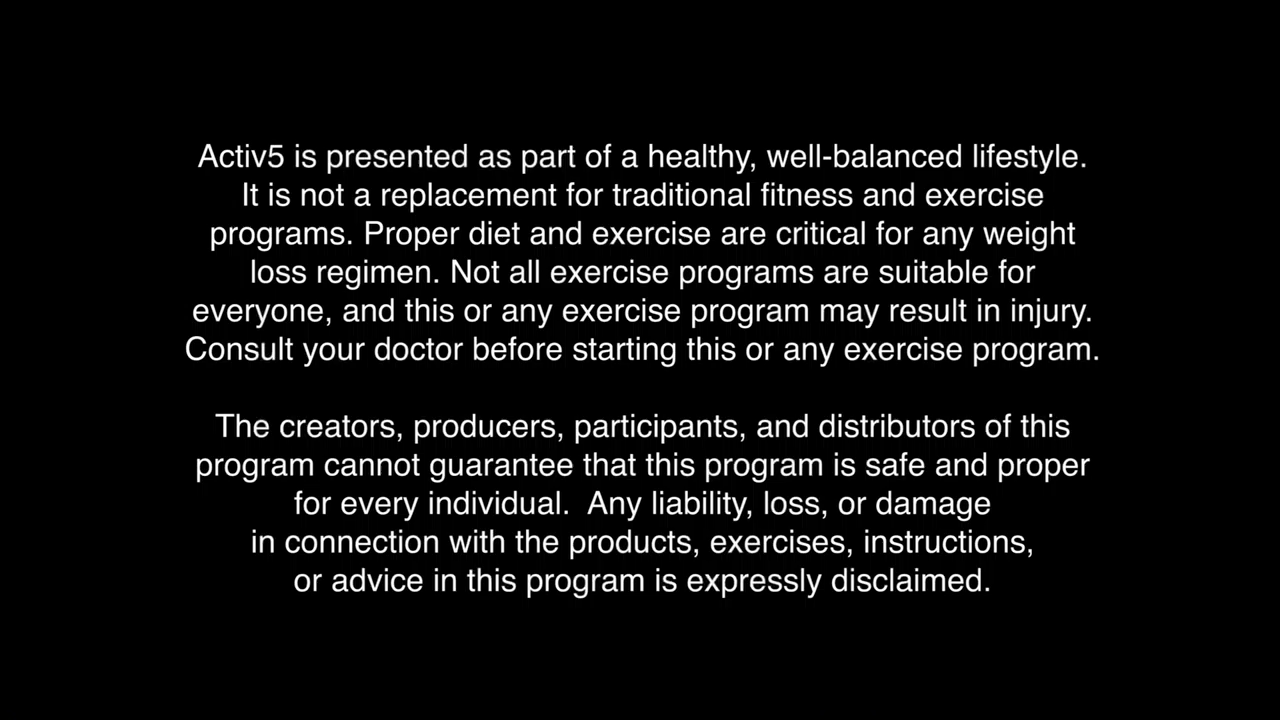 Activ5 is presented as part of a healthy, well-balanced lifestyle.
It is not a replacement for traditional fitness and exercise
programs. Proper diet and exercise are critical for any weight
loss regimen. Not all exercise programs are suitable for
everyone, and this or any exercise program may result in injury.
Consult your doctor before starting this or any exercise program.

The creators, producers, participants, and distributors of this
program cannot guarantee that this program is safe and proper
for every individual.  Any liability, loss, or damage
in connection with the products, exercises, instructions,
or advice in this program is expressly disclaimed.